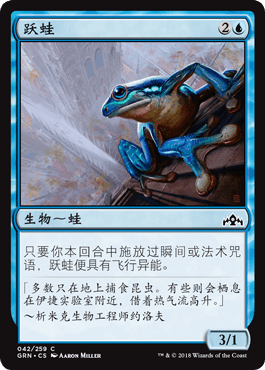 跃蛙 2
生物～蛙
只要你本回合中施放过瞬间或法术咒
语，跃蛙便具有飞行异能。
「多数只在地上捕食昆虫。有些则会栖息
在伊捷实验室附近，借着热气流高升。」
～析米克生物工程师约洛夫
3/1
042/259 C
GRN • CS AARON MILLER
™ & © 2018 Wizards of the Coast